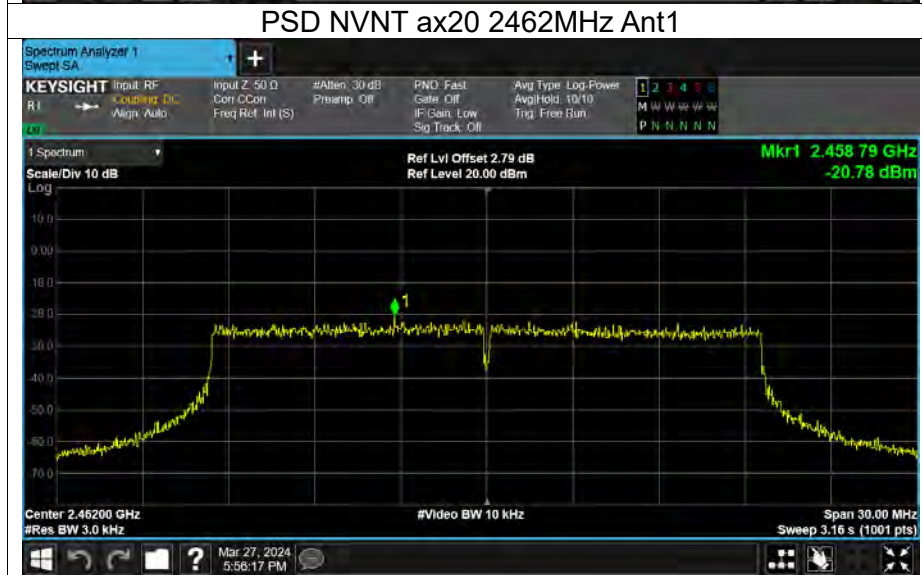 PSD NVNT ax20 2462MHz Ant1
Spectrum Analyzer 1
Swept SA
+
KEYSIGHT Input: RF Input Z: 50 Ω #Atten: 30 dB PNO: Fast Avg Type: Log-Power 1 2 3 4 5 6
Coupling: DC Corr CCorr Preamp: Off Gate: Off Avg|Hold: 10/10 M W W W W W
Align: Auto Freq Ref: Int (S) IF Gain: Low Trig: Free Run
Sig Track: Off P N N N N N
1 Spectrum Ref Lvl Offset 2.79 dB Mkr1 2.458 79 GHz
Scale/Div 10 dB Ref Level 20.00 dBm -20.78 dBm
Log
10.0
0.00
-10.0
1
-20.0
-30.0
-40.0
-50.0
-60.0
-70.0
Center 2.46200 GHz #Video BW 10 kHz Span 30.00 MHz
#Res BW 3.0 kHz Sweep 3.16 s (1001 pts)
? Mar 27, 2024
5:56:17 PM